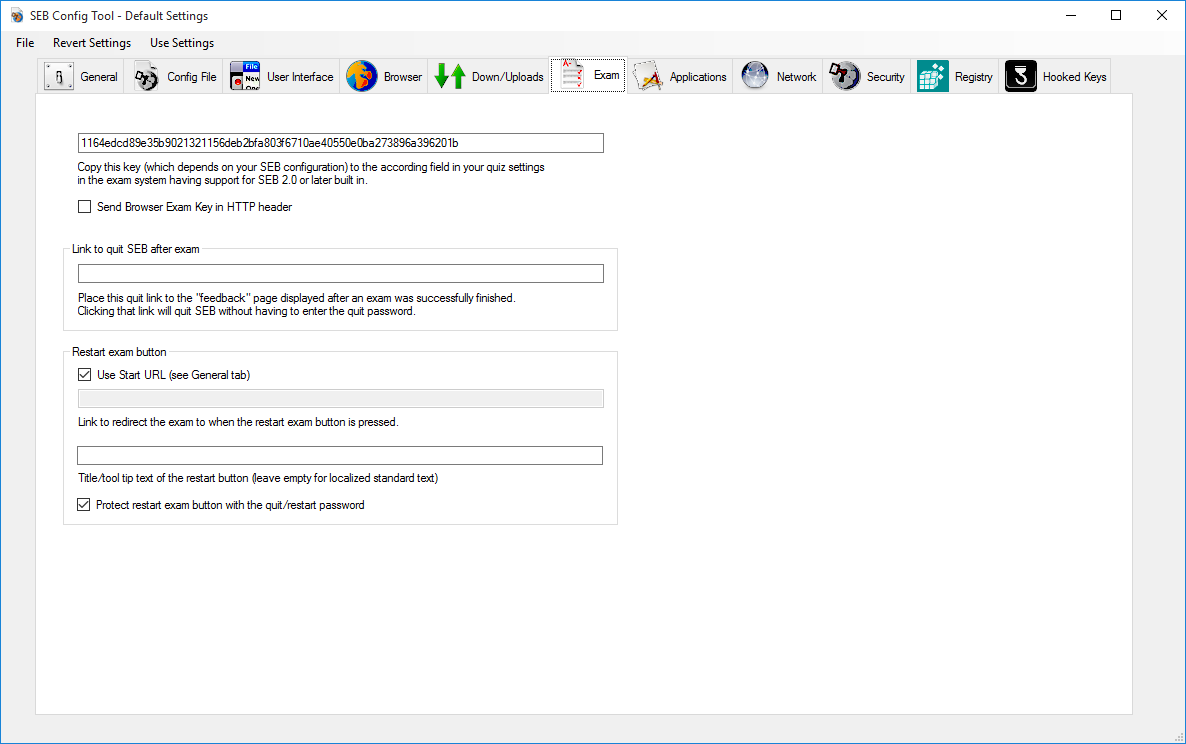 SEB Config Tool - Default Settings
File Revert Settings Use Settings
General Config File File New One User Interface Browser Down/Uploads A+ Exam Applications Network Security Registry Hooked Keys
1164edcd89e35b9021321156deb2bfa803f6710ae40550e0ba273896a396201b
Copy this key (which depends on your SEB configuration) to the according field in your quiz settings
in the exam system having support for SEB 2.0 or later built in.
Send Browser Exam Key in HTTP header
Link to quit SEB after exam
Place this quit link to the "feedback" page displayed after an exam was successfully finished.
Clicking that link will quit SEB without having to enter the quit password.
Restart exam button
Use Start URL (see General tab)
Link to redirect the exam to when the restart exam button is pressed.
Title/tool tip text of the restart button (leave empty for localized standard text)
Protect restart exam button with the quit/restart password